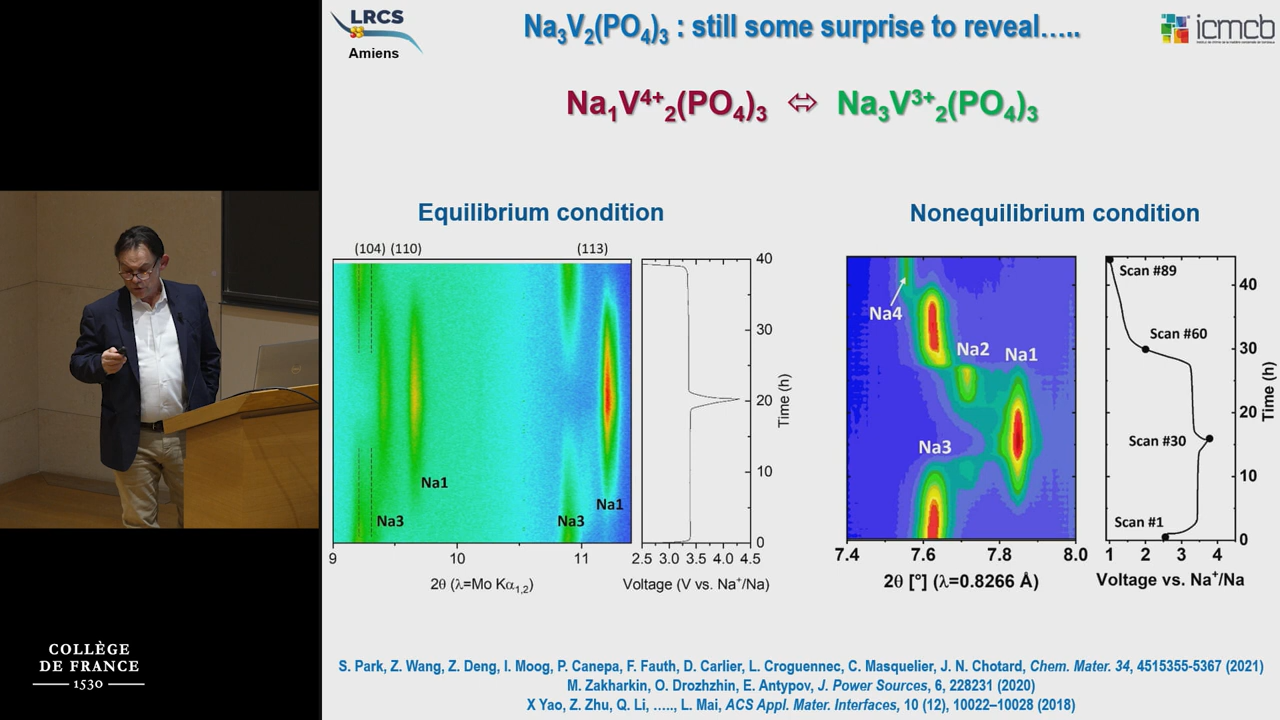 LRCS
Amiens
Na3V2(PO4)3 : still some surprise to reveal…..
icmcb
Na1V4+2(PO4)3 ⬄ Na3V3+2(PO4)3
Equilibrium condition
Nonequilibrium condition
(104) (110) (113)
Na1
Na3
Na3
Na1
9 10 11
2θ (λ=Mo Kα1,2)
40
30
20
10
0
Time (h)
2.5 3.0 3.5 4.0 4.5
Voltage (V vs. Na+/Na)
Na4
Na2
Na1
Na3
7.4 7.6 7.8 8.0
2θ [°] (λ=0.8266 Å)
Scan #89
Scan #60
Scan #30
Scan #1
40
30
20
10
0
Time (h)
1 2 3 4
Voltage vs. Na+/Na
COLLÈGE
DE FRANCE
1530
S. Park, Z. Wang, Z. Deng, I. Moog, P. Canepa, F. Fauth, D. Carlier, L. Croguennec, C. Masquelier, J. N. Chotard, Chem. Mater. 34, 4515355-5367 (2021)
M. Zakharkin, O. Drozhzhin, E. Antypov, J. Power Sources, 6, 228231 (2020)
X Yao, Z. Zhu, Q. Li, ….., L. Mai, ACS Appl. Mater. Interfaces, 10 (12), 10022–10028 (2018)